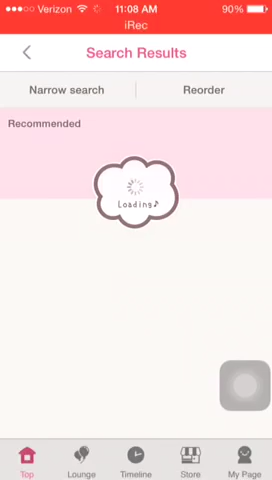 Verizon 11:08 AM 90%
iRec
Search Results
Narrow search Reorder
Recommended
Loading♪
Top Lounge Timeline Store My Page